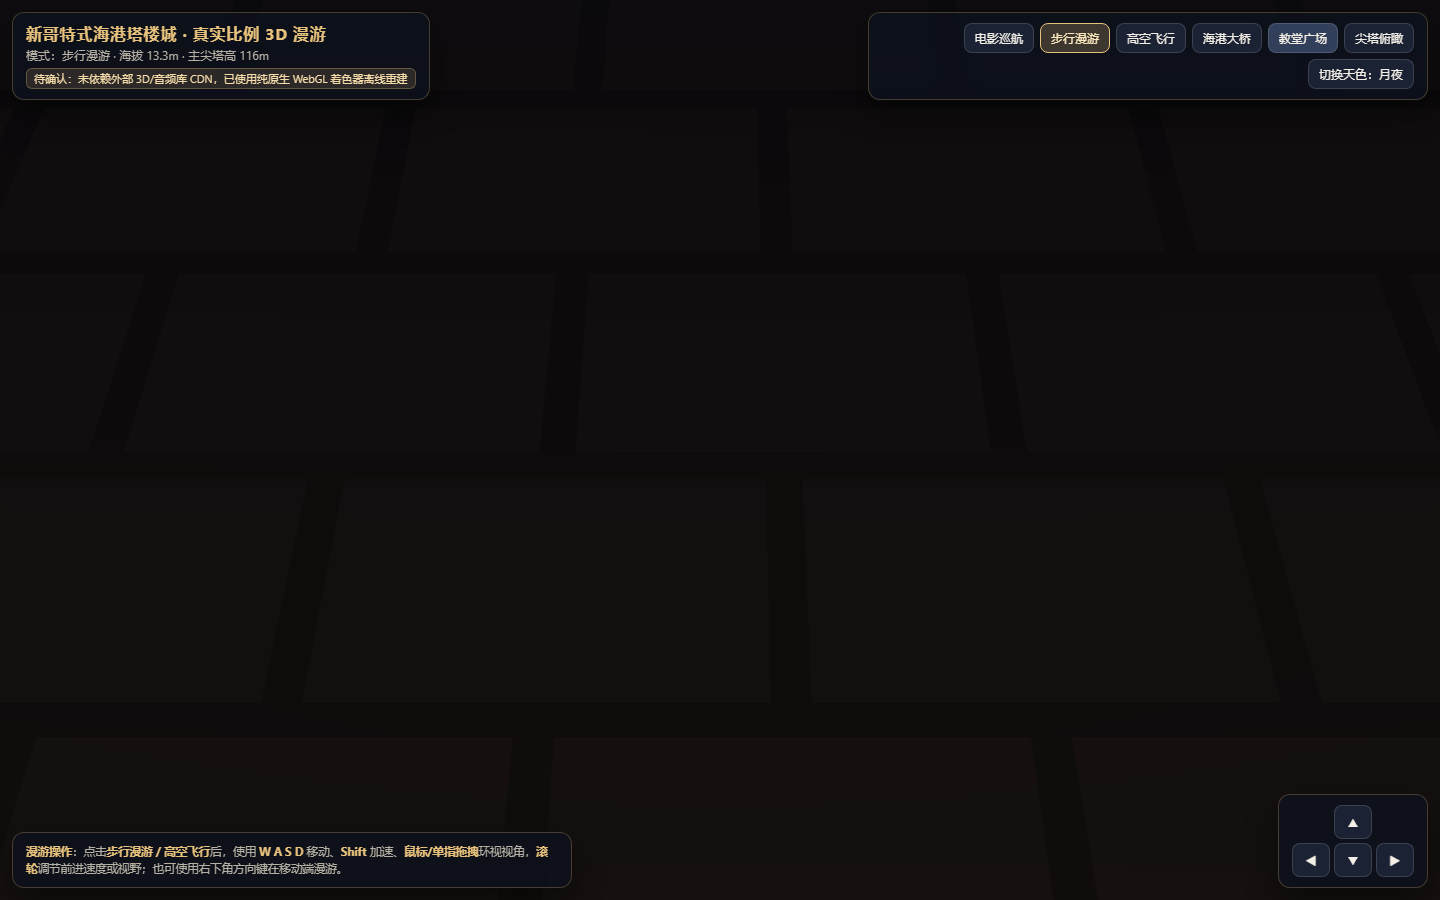 新哥特式海港塔楼城 · 真实比例 3D 漫游
模式：步行漫游 · 海拔 13.3m · 主尖塔高 116m
待确认：未依赖外部 3D/音频库 CDN，已使用纯原生 WebGL 着色器离线重建
电影巡航 步行漫游 高空飞行 海港大桥 教堂广场 尖塔俯瞰
切换天色：月夜
漫游操作：点击步行漫游 / 高空飞行后，使用 W A S D 移动、Shift 加速、鼠标/单指拖拽环视视角，滚
轮调节前进速度或视野；也可使用右下角方向键在移动端漫游。
▲
◀ ▼ ▶